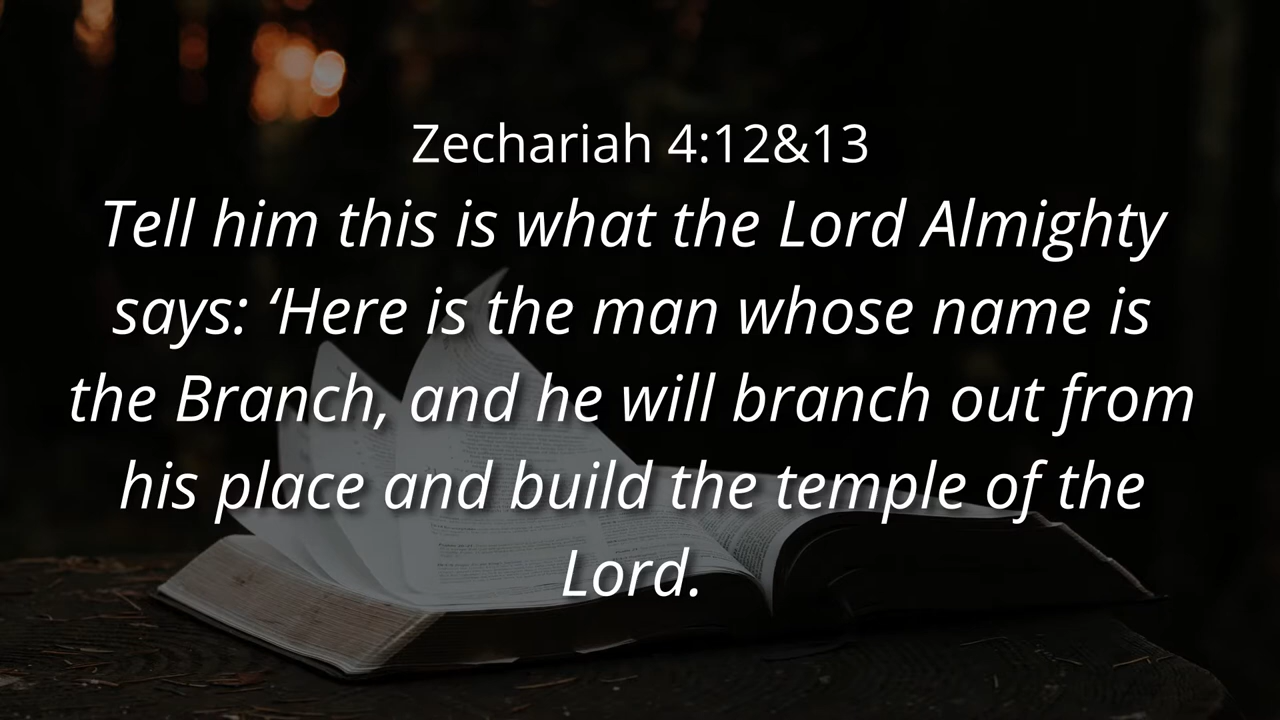 Zechariah 4:12&13
Tell him this is what the Lord Almighty
says: ‘Here is the man whose name is
the Branch, and he will branch out from
his place and build the temple of the
Lord.